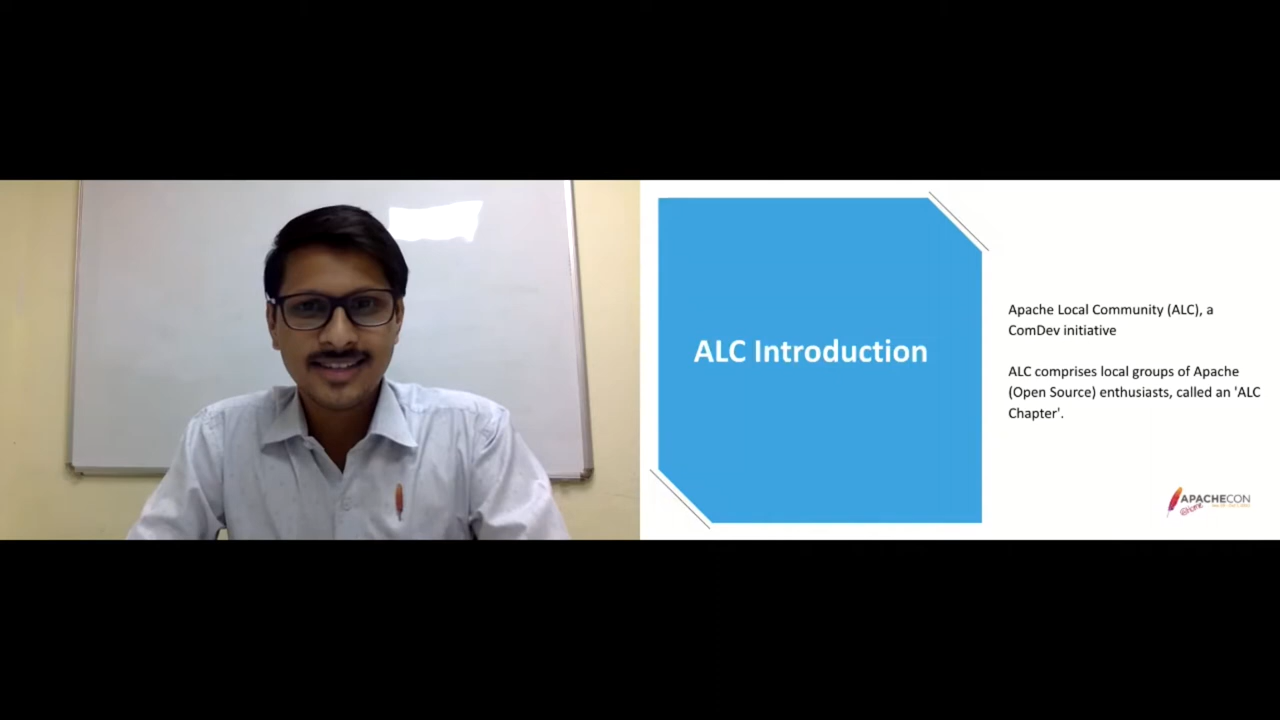 ALC Introduction
Apache Local Community (ALC), a
ComDev initiative
ALC comprises local groups of Apache
(Open Source) enthusiasts, called an 'ALC
Chapter'.
APACHECON
@home